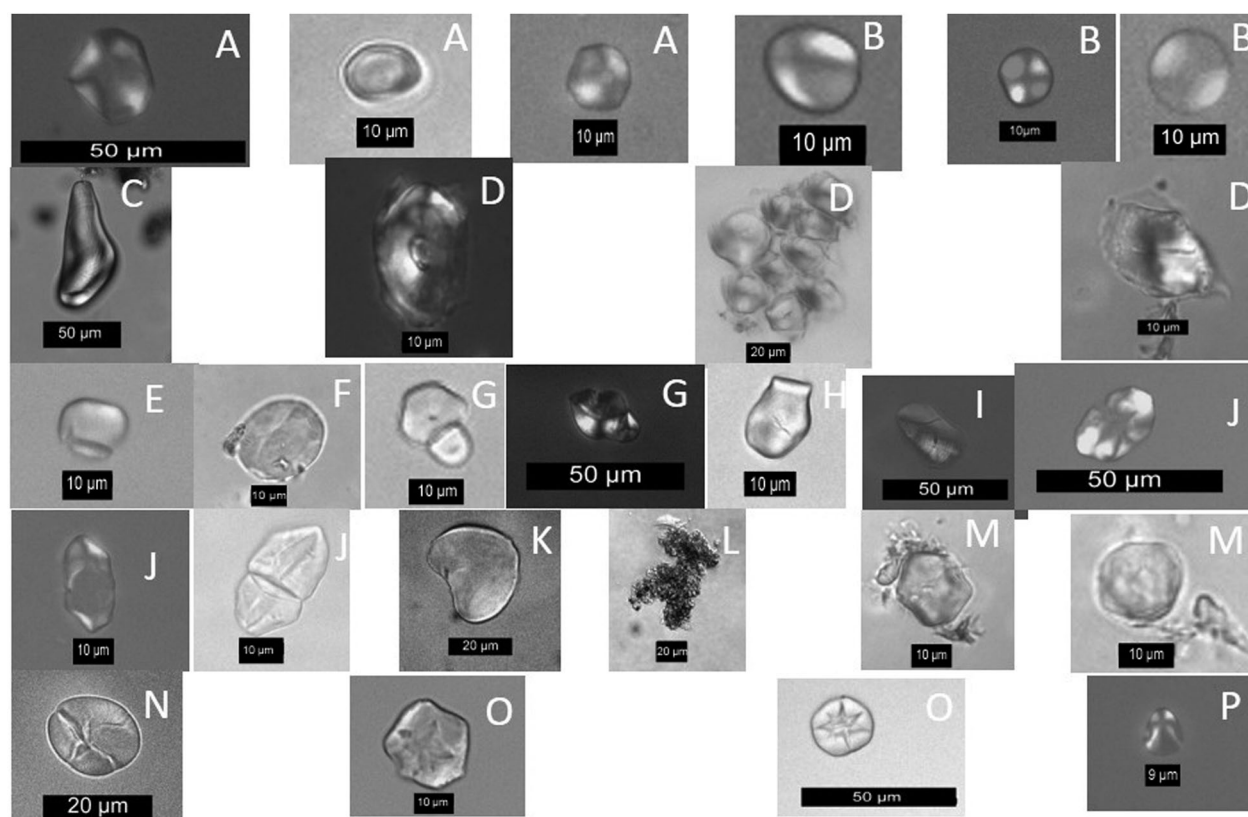 A A A B B B
50 µm 10 µm 10 µm 10 µm 10µm 10 µm
C D D D
50 µm 10 µm 20 µm 10 µm
E F G G H I J
10 µm 10 µm 10 µm 50 µm 10 µm 50 µm 50 µm
J J K L M M
10 µm 10 µm 20 µm 20 µm 10 µm 10 µm
N O O P
20 µm 10 µm 50 µm 9 µm